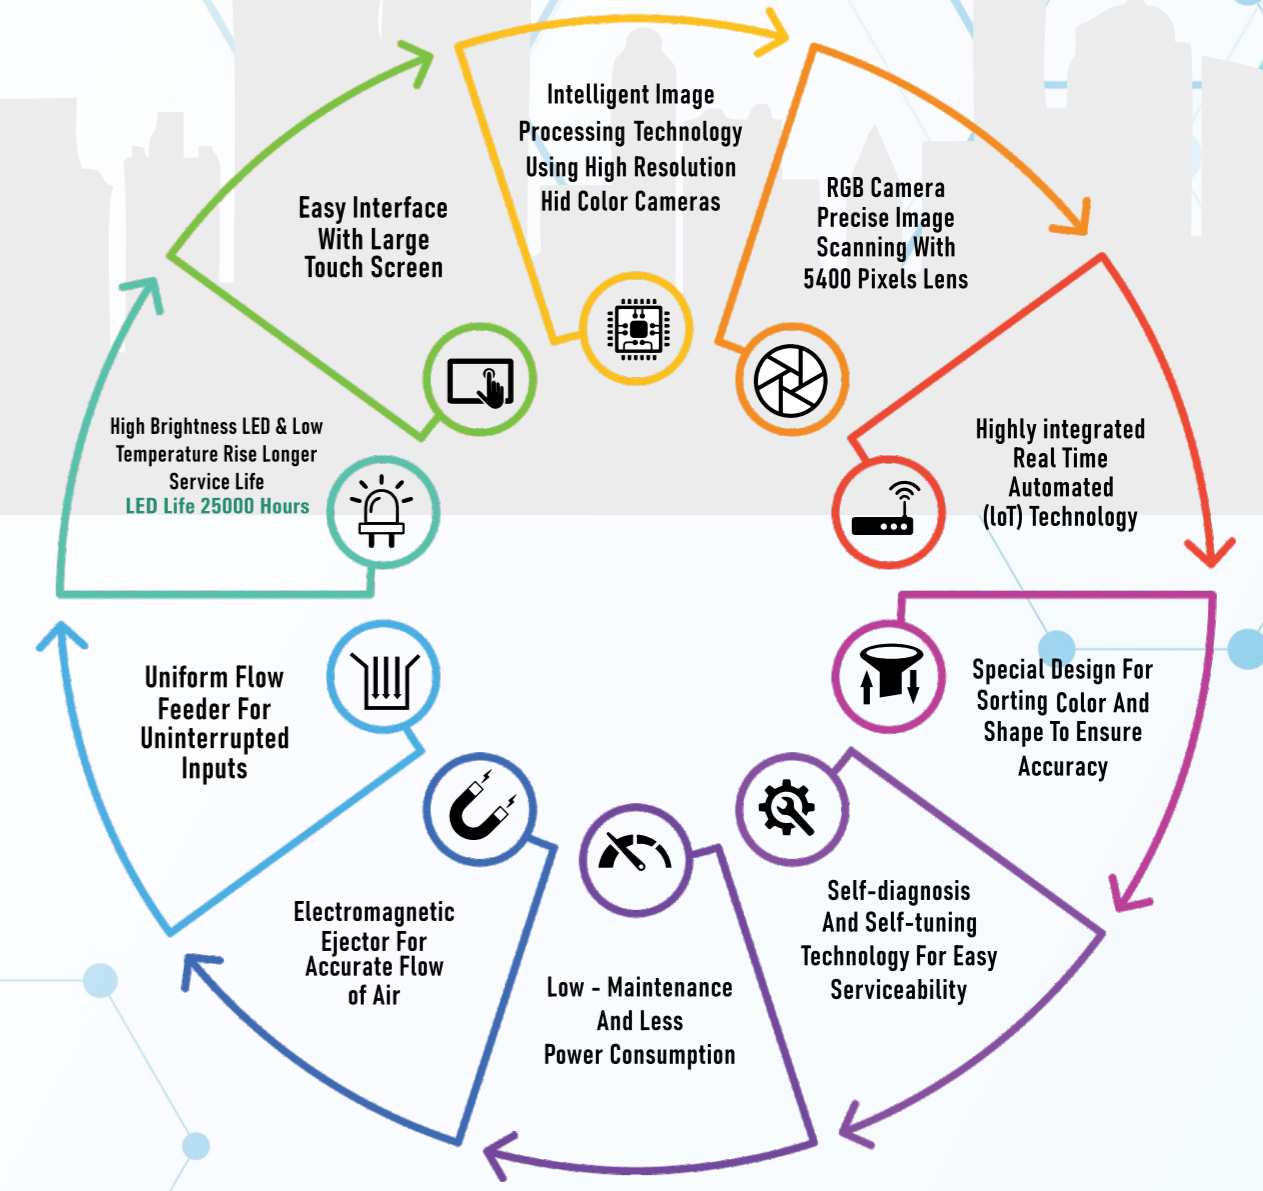 Intelligent Image
Processing Technology
Using High Resolution
Hid Color Cameras
RGB Camera
Precise Image
Scanning With
5400 Pixels Lens
Highly integrated
Real Time
Automated
(loT) Technology
Special Design For
Sorting Color And
Shape To Ensure
Accuracy
Self-diagnosis
And Self-tuning
Technology For Easy
Serviceability
Low - Maintenance
And Less
Power Consumption
Electromagnetic
Ejector For
Accurate Flow
of Air
Uniform Flow
Feeder For
Uninterrupted
Inputs
High Brightness LED & Low
Temperature Rise Longer
Service Life
LED Life 25000 Hours
Easy Interface
With Large
Touch Screen